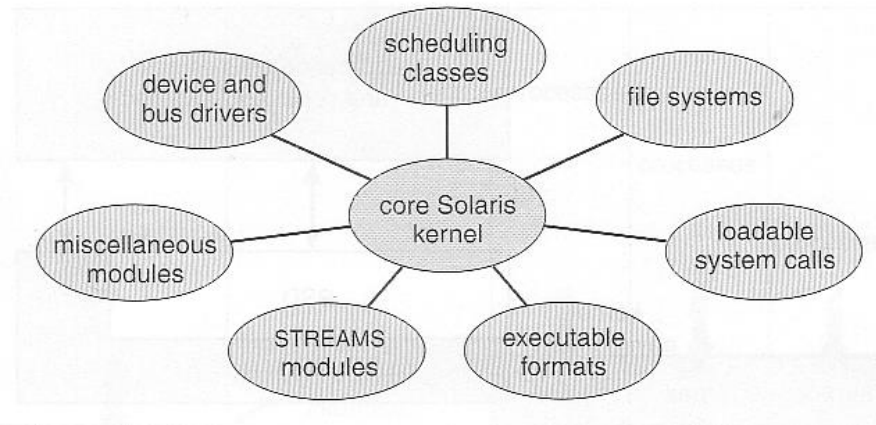 scheduling
classes
device and
bus drivers
file systems
core Solaris
kernel
miscellaneous
modules
loadable
system calls
STREAMS
modules
executable
formats